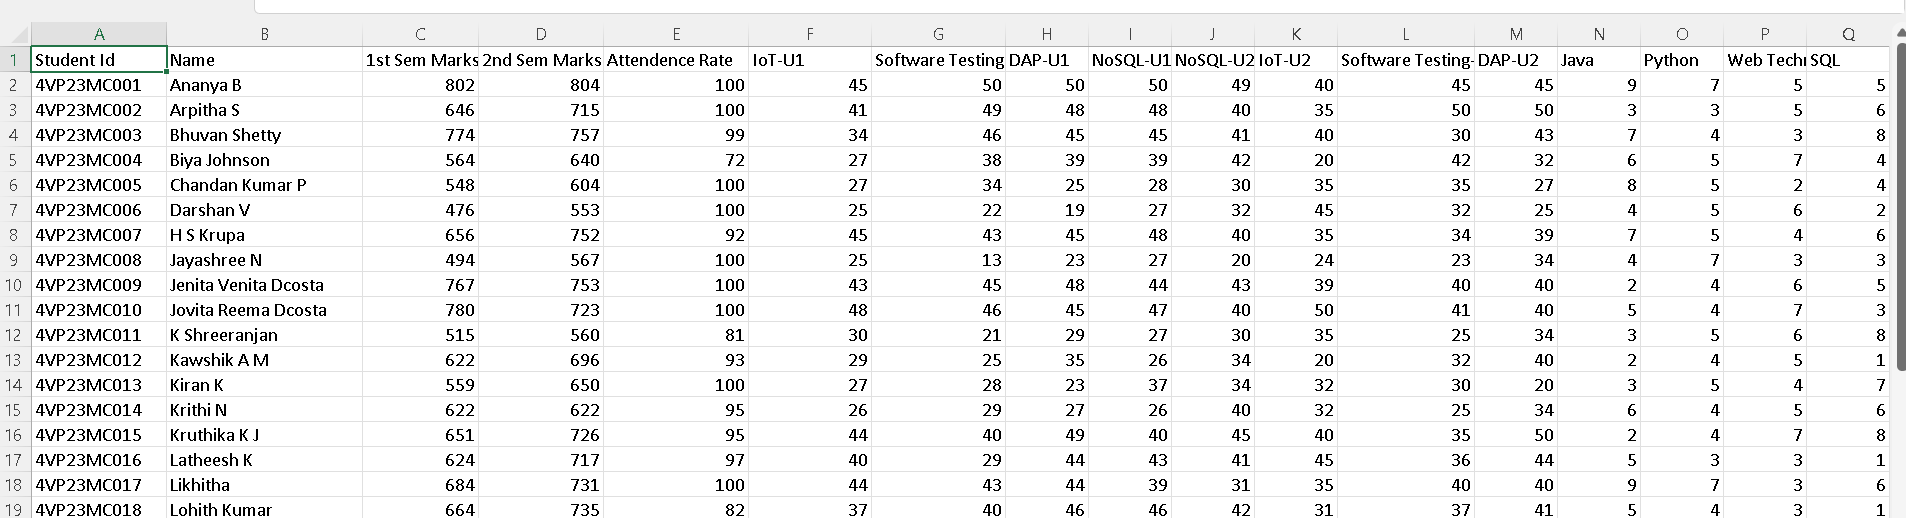 A B C D E F G H I J K L M N O P Q
1 Student Id Name 1st Sem Marks 2nd Sem Marks Attendence Rate IoT-U1 Software Testing DAP-U1 NoSQL-U1 NoSQL-U2 IoT-U2 Software Testing- DAP-U2 Java Python Web Techn SQL
2 4VP23MC001 Ananya B 802 804 100 45 50 50 50 49 40 45 45 9 7 5 5
3 4VP23MC002 Arpitha S 646 715 100 41 49 48 48 40 35 50 50 3 3 5 6
4 4VP23MC003 Bhuvan Shetty 774 757 99 34 46 45 45 41 40 30 43 7 4 3 8
5 4VP23MC004 Biya Johnson 564 640 72 27 38 39 39 42 20 42 32 6 5 7 4
6 4VP23MC005 Chandan Kumar P 548 604 100 27 34 25 28 30 35 35 27 8 5 2 4
7 4VP23MC006 Darshan V 476 553 100 25 22 19 27 32 45 32 25 4 5 6 2
8 4VP23MC007 H S Krupa 656 752 92 45 43 45 48 40 35 34 39 7 5 4 6
9 4VP23MC008 Jayashree N 494 567 100 25 13 23 27 20 24 23 34 4 7 3 3
10 4VP23MC009 Jenita Venita Dcosta 767 753 100 43 45 48 44 43 39 40 40 2 4 6 5
11 4VP23MC010 Jovita Reema Dcosta 780 723 100 48 46 45 47 40 50 41 40 5 4 7 3
12 4VP23MC011 K Shreeranjan 515 560 81 30 21 29 27 30 35 25 34 3 5 6 8
13 4VP23MC012 Kawshik A M 622 696 93 29 25 35 26 34 20 32 40 2 4 5 1
14 4VP23MC013 Kiran K 559 650 100 27 28 23 37 34 32 30 20 3 5 4 7
15 4VP23MC014 Krithi N 622 622 95 26 29 27 26 40 32 25 34 6 4 5 6
16 4VP23MC015 Kruthika K J 651 726 95 44 40 49 40 45 40 35 50 2 4 7 8
17 4VP23MC016 Latheesh K 624 717 97 40 29 44 43 41 45 36 44 5 3 3 1
18 4VP23MC017 Likhitha 684 731 100 44 43 44 39 31 35 40 40 9 7 3 6
19 4VP23MC018 Lohith Kumar 664 735 82 37 40 46 46 42 31 37 41 5 4 3 1